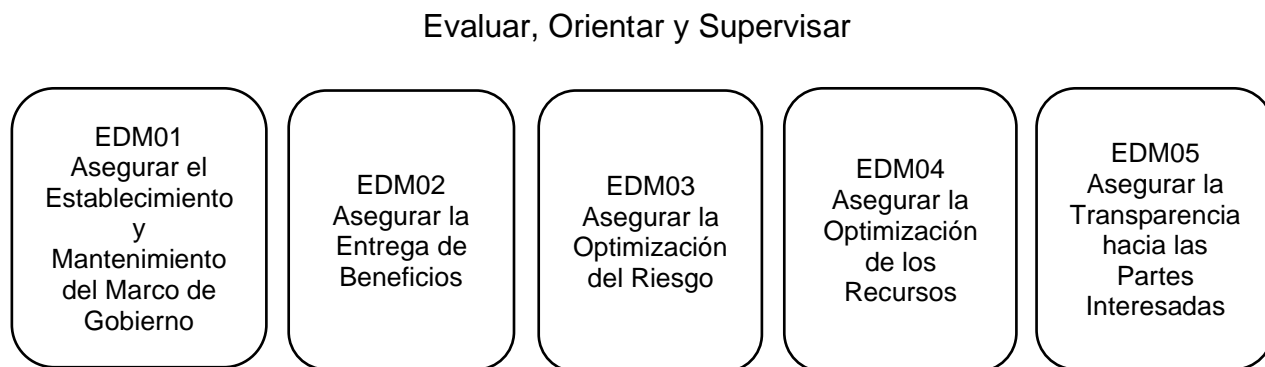 Evaluar, Orientar y Supervisar
EDM01
Asegurar el
Establecimiento
y
Mantenimiento
del Marco de
Gobierno
EDM02
Asegurar la
Entrega de
Beneficios
EDM03
Asegurar la
Optimización
del Riesgo
EDM04
Asegurar la
Optimización
de los
Recursos
EDM05
Asegurar la
Transparencia
hacia las
Partes
Interesadas